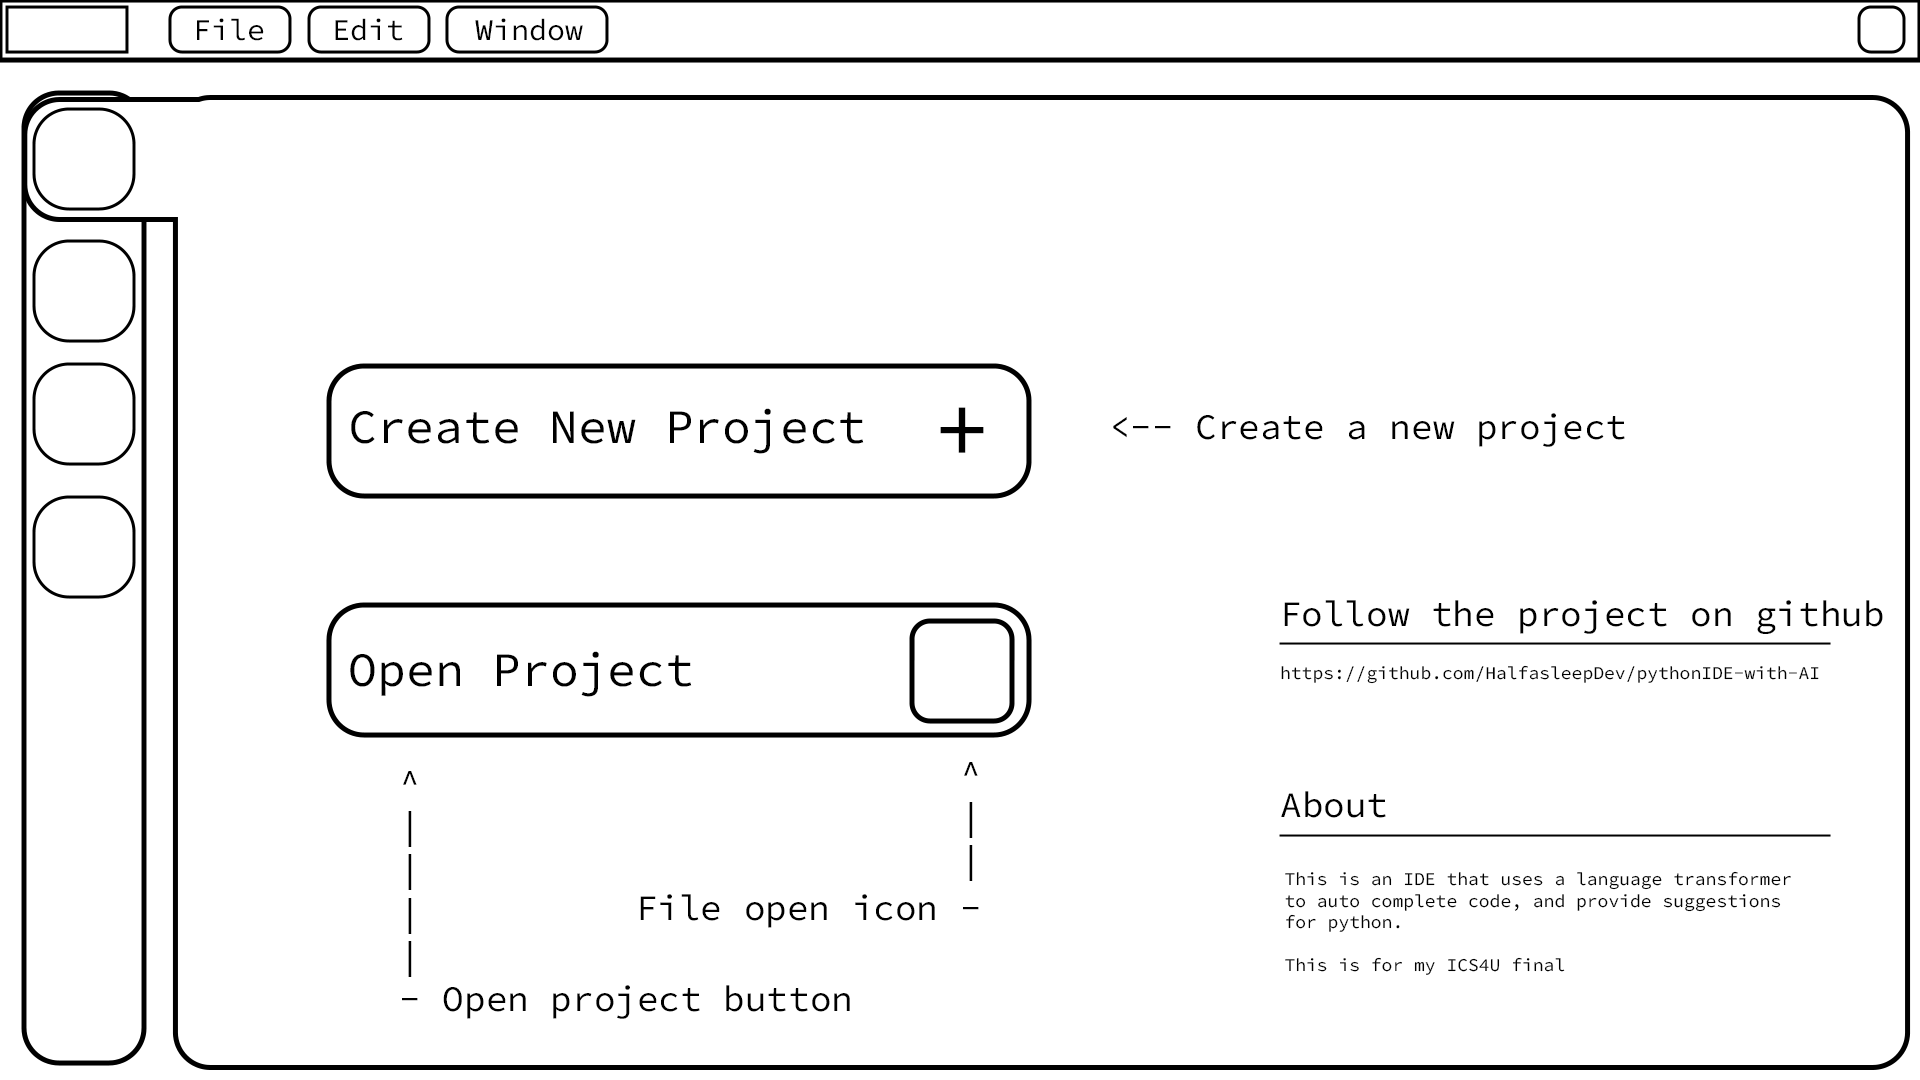 File Edit Window
Create New Project +
<-- Create a new project
Open Project
^
|
|
|
|
- Open project button
^
|
|
File open icon -
Follow the project on github
https://github.com/HalfasleepDev/pythonIDE-with-AI
About
This is an IDE that uses a language transformer
to auto complete code, and provide suggestions
for python.
This is for my ICS4U final